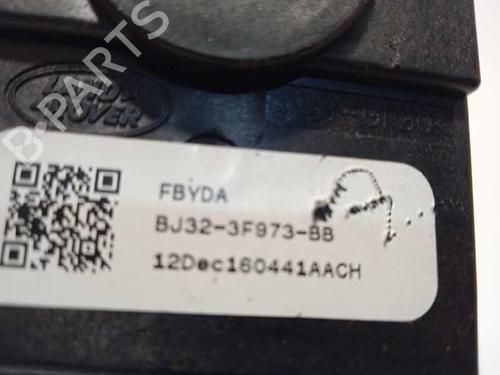 B-PARTS
LAND
ROVER
FBYDA
BJ32-3F973-BB
12Dec160441AACH